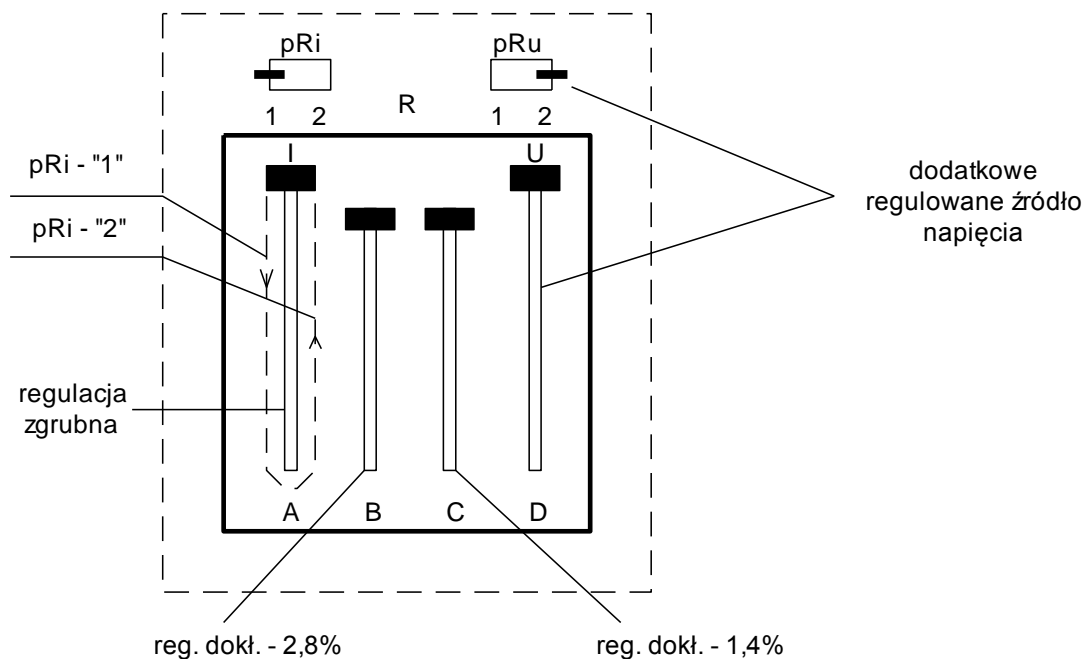 pRi
pRu
1 2
R
1 2
pRi - "1"
I
U
dodatkowe
regulowane źródło
napięcia
pRi - "2"
regulacja
zgrubna
A
B
C
D
reg. dokł. - 2,8%
reg. dokł. - 1,4%